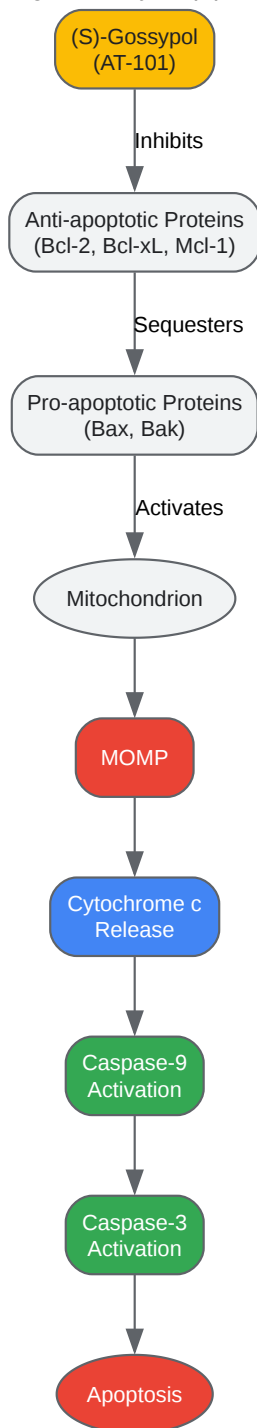 (S)-Gossypol
(AT-101)
Inhibits
Anti-apoptotic Proteins
(Bcl-2, Bcl-xL, Mcl-1)
Sequesters
Pro-apoptotic Proteins
(Bax, Bak)
Activates
Mitochondrion
MOMP
Cytochrome c
Release
Caspase-9
Activation
Caspase-3
Activation
Apoptosis